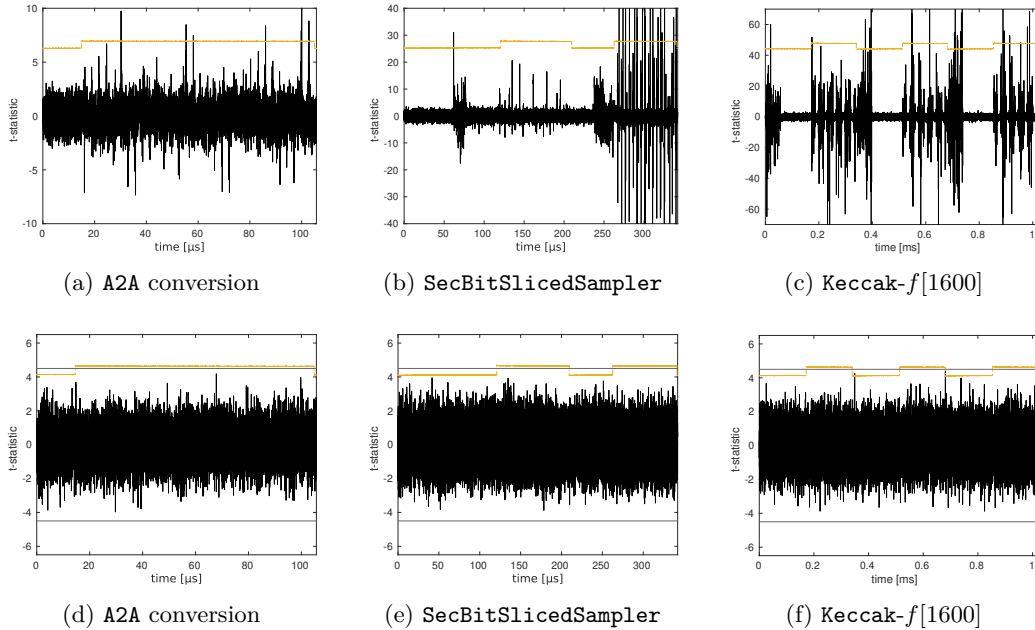 10
5
0
-5
-10
t-statistic
0 20 40 60 80 100
time [µs]
(a) A2A conversion
40
30
20
10
0
-10
-20
-30
-40
t-statistic
0 50 100 150 200 250 300
time [µs]
(b) SecBitSlicedSampler
60
40
20
0
-20
-40
-60
t-statistic
0 0.2 0.4 0.6 0.8 1
time [ms]
(c) Keccak-f[1600]
6
4
2
0
-2
-4
-6
t-statistic
0 20 40 60 80 100
time [µs]
(d) A2A conversion
6
4
2
0
-2
-4
-6
t-statistic
0 50 100 150 200 250 300
time [µs]
(e) SecBitSlicedSampler
6
4
2
0
-2
-4
-6
t-statistic
0 0.2 0.4 0.6 0.8 1
time [ms]
(f) Keccak-f[1600]